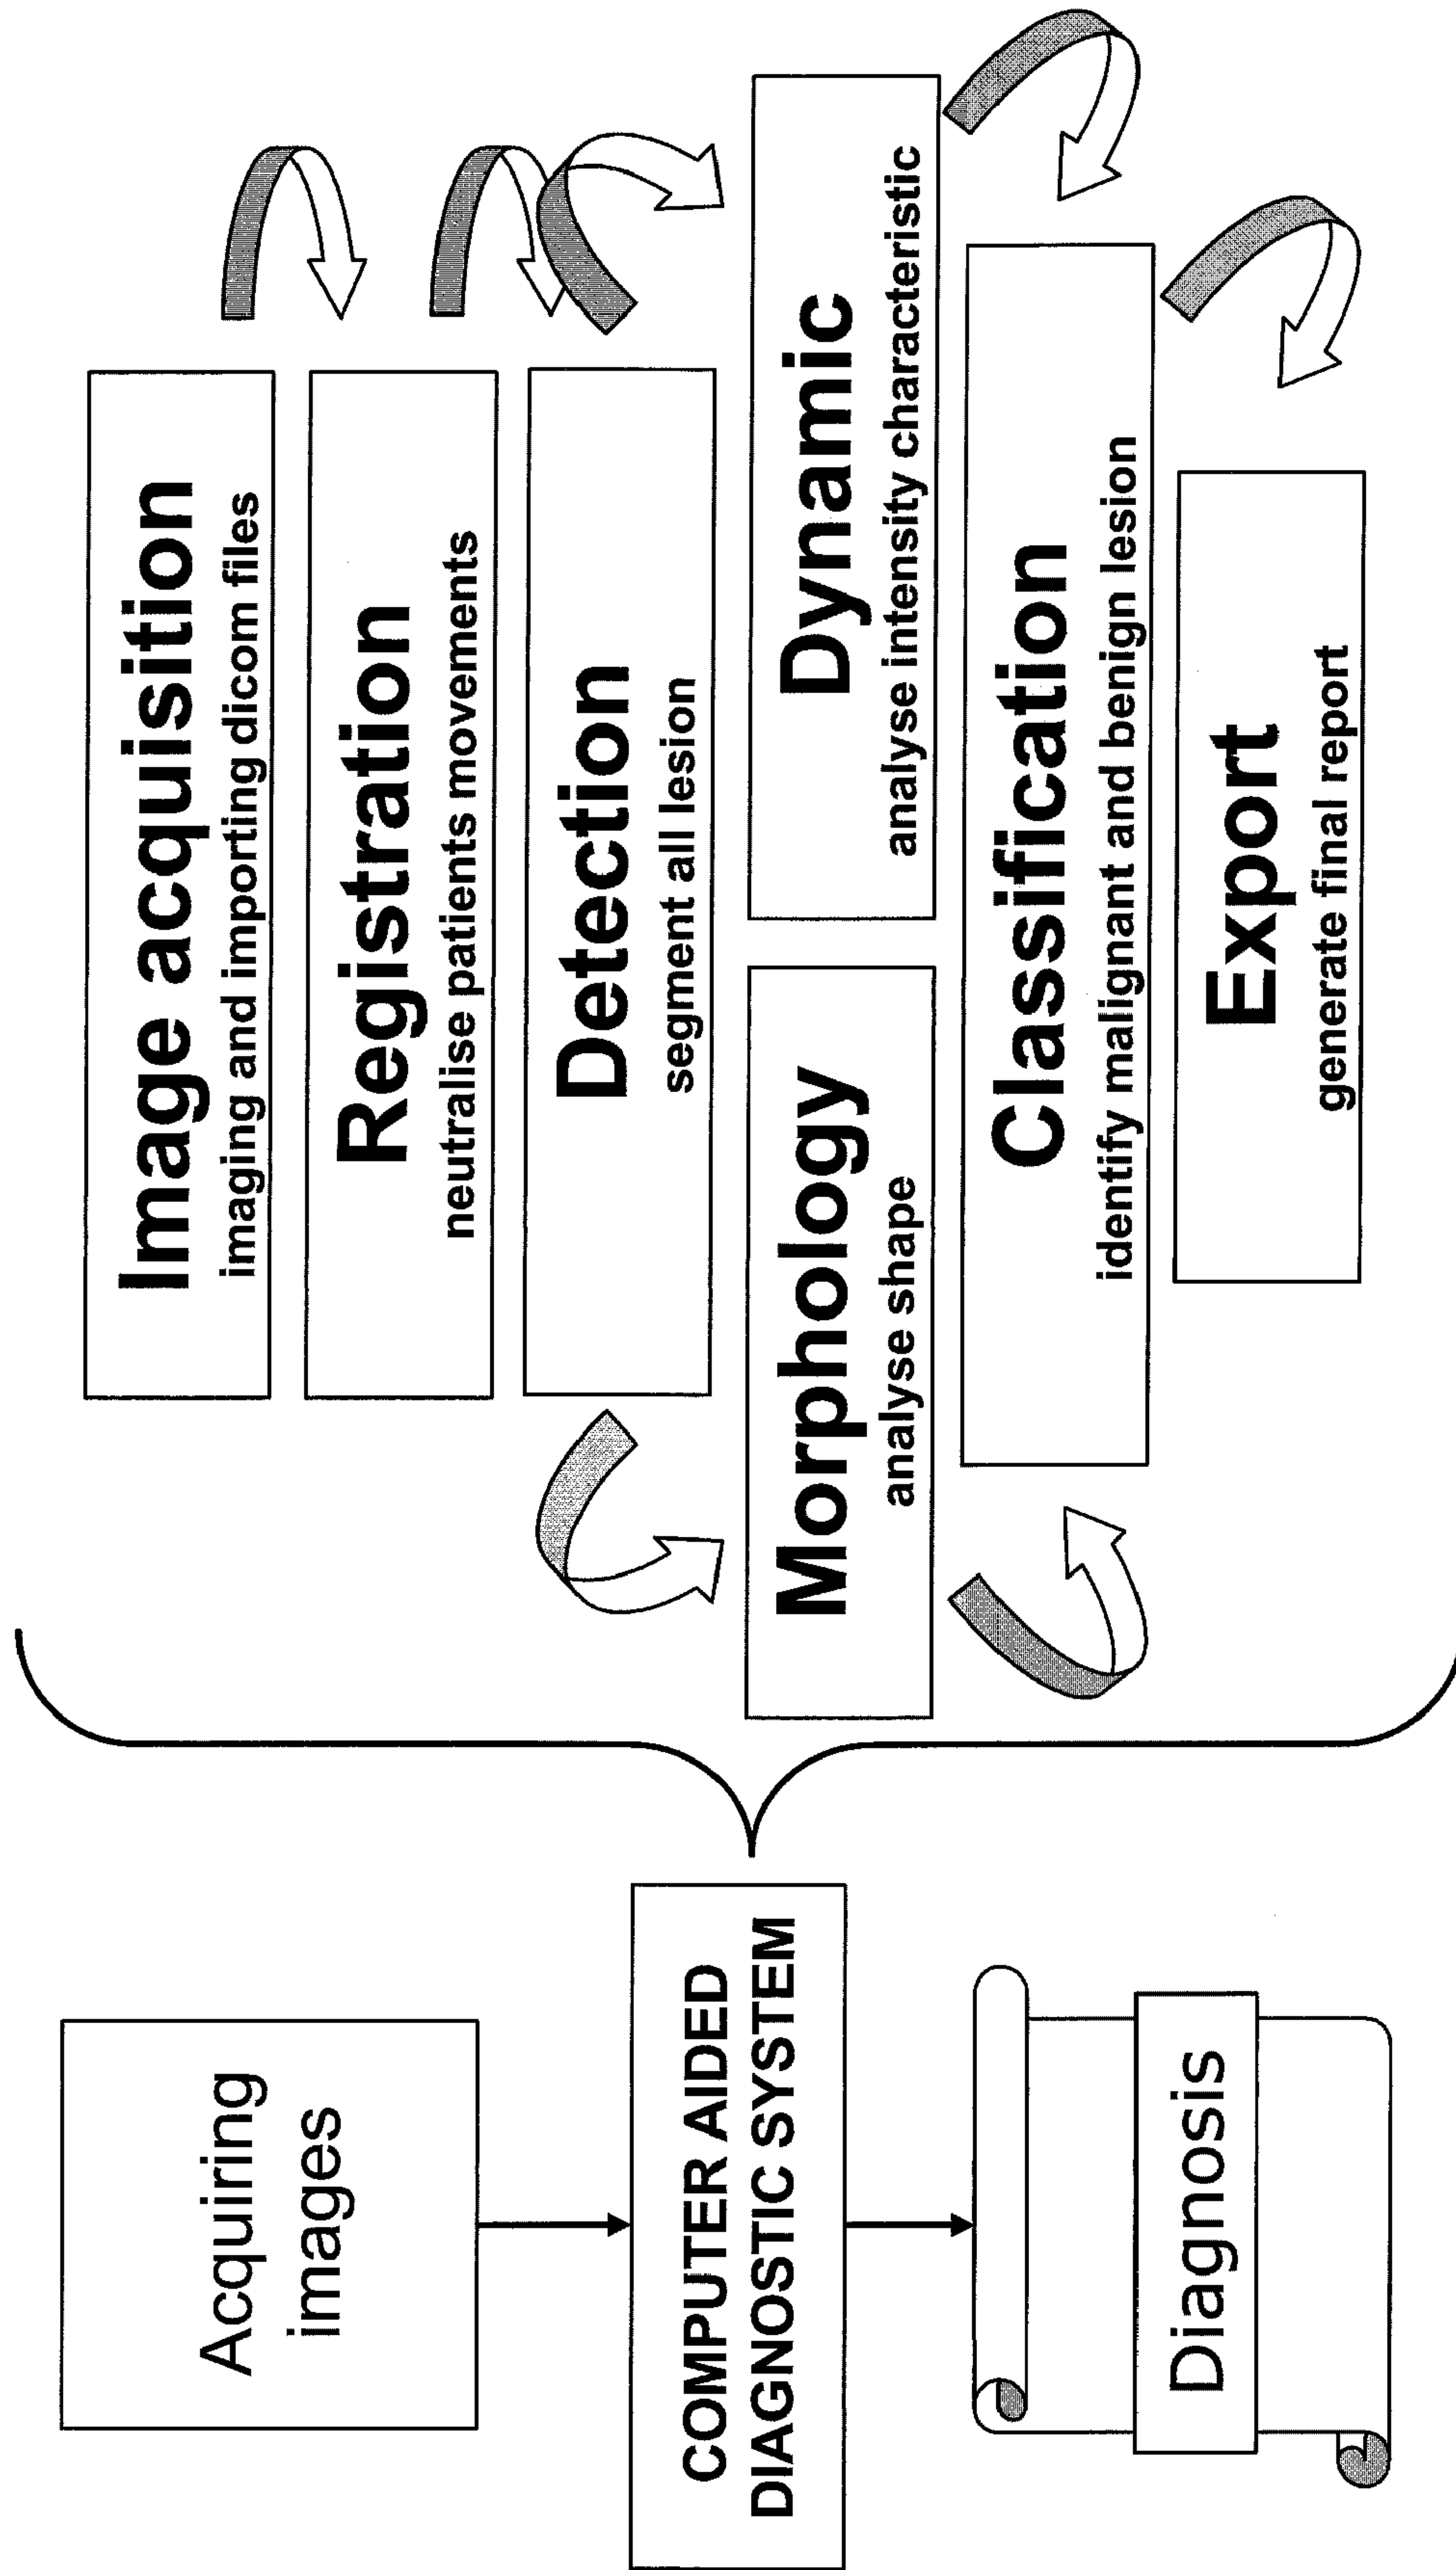 Acquiring
images
COMPUTER AIDED
DIAGNOSTIC SYSTEM
Diagnosis
Image acquisition
imaging and importing dicom files
Registration
neutralise patients movements
Detection
segment all lesion
Morphology
analyse shape
Dynamic
analyse intensity characteristic
Classification
identify malignant and benign lesion
Export
generate final report